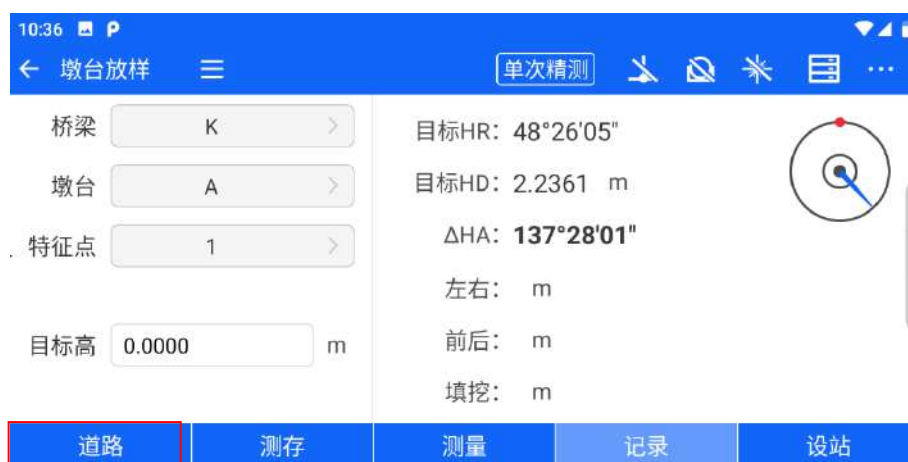 10:36
墩台放样
单次精测
桥梁 K
墩台 A
特征点 1
目标高 0.0000 m
目标HR: 48°26'05"
目标HD: 2.2361 m
ΔHA: 137°28'01"
左右: m
前后: m
填挖: m
道路 测存 测量 记录 设站